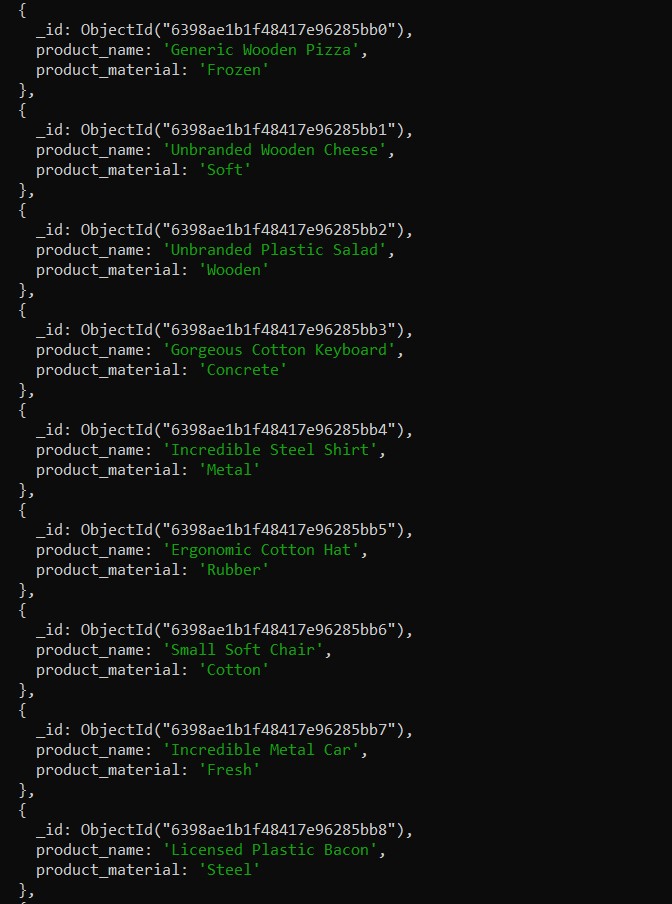 {
_id: ObjectId("6398ae1b1f48417e96285bb0"),
product_name: 'Generic Wooden Pizza',
product_material: 'Frozen'
},
{
_id: ObjectId("6398ae1b1f48417e96285bb1"),
product_name: 'Unbranded Wooden Cheese',
product_material: 'Soft'
},
{
_id: ObjectId("6398ae1b1f48417e96285bb2"),
product_name: 'Unbranded Plastic Salad',
product_material: 'Wooden'
},
{
_id: ObjectId("6398ae1b1f48417e96285bb3"),
product_name: 'Gorgeous Cotton Keyboard',
product_material: 'Concrete'
},
{
_id: ObjectId("6398ae1b1f48417e96285bb4"),
product_name: 'Incredible Steel Shirt',
product_material: 'Metal'
},
{
_id: ObjectId("6398ae1b1f48417e96285bb5"),
product_name: 'Ergonomic Cotton Hat',
product_material: 'Rubber'
},
{
_id: ObjectId("6398ae1b1f48417e96285bb6"),
product_name: 'Small Soft Chair',
product_material: 'Cotton'
},
{
_id: ObjectId("6398ae1b1f48417e96285bb7"),
product_name: 'Incredible Metal Car',
product_material: 'Fresh'
},
{
_id: ObjectId("6398ae1b1f48417e96285bb8"),
product_name: 'Licensed Plastic Bacon',
product_material: 'Steel'
},